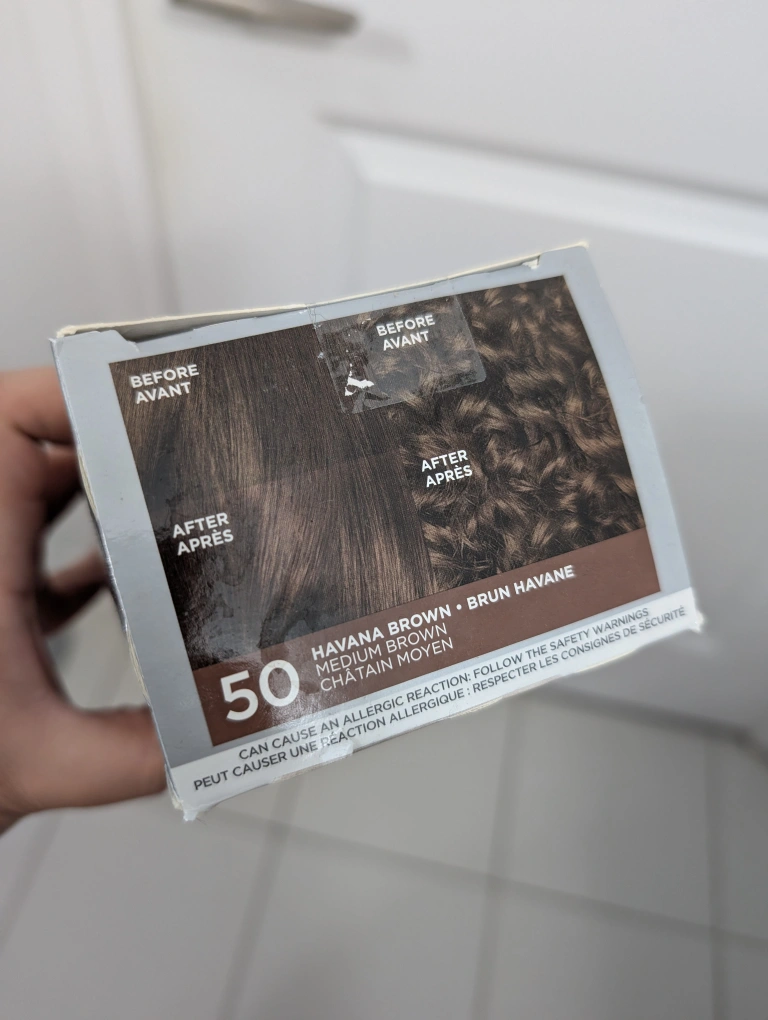 BEFORE
AVANT
BEFORE
AVANT
AFTER
APRÈS
AFTER
APRÈS
50
HAVANA BROWN • BRUN HAVANE
MEDIUM BROWN
CHÂTAIN MOYEN
CAN CAUSE AN ALLERGIC REACTION: FOLLOW THE SAFETY WARNINGS
PEUT CAUSER UNE RÉACTION ALLERGIQUE : RESPECTER LES CONSIGNES DE SÉCURITÉ